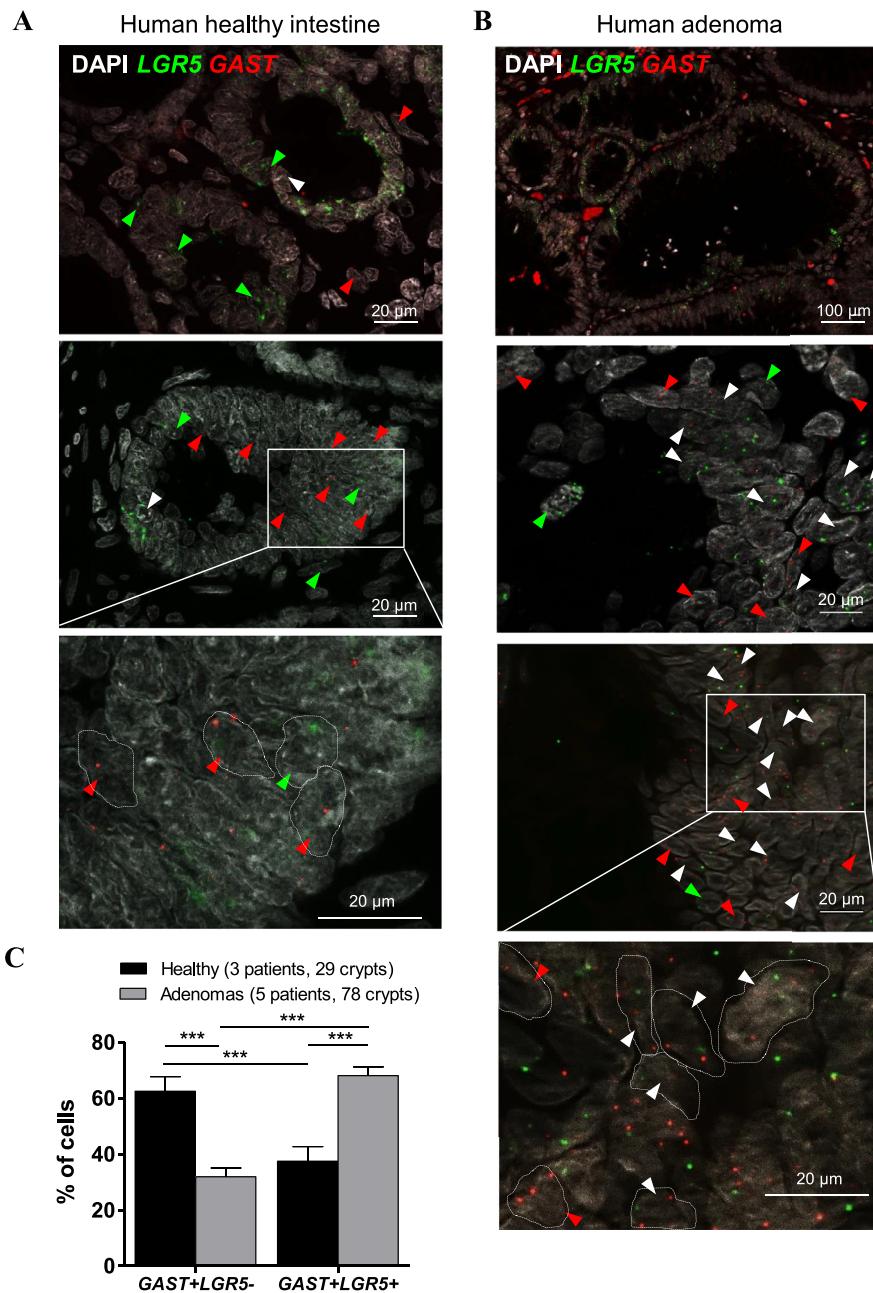 A
Human healthy intestine
DAPI LGR5 GAST
20 µm
20 µm
20 µm
B
Human adenoma
DAPI LGR5 GAST
100 µm
20 µm
20 µm
20 µm
C
Healthy (3 patients, 29 crypts)
Adenomas (5 patients, 78 crypts)
***
***
***
***
% of cells
80
60
40
20
0
GAST+LGR5-
GAST+LGR5+